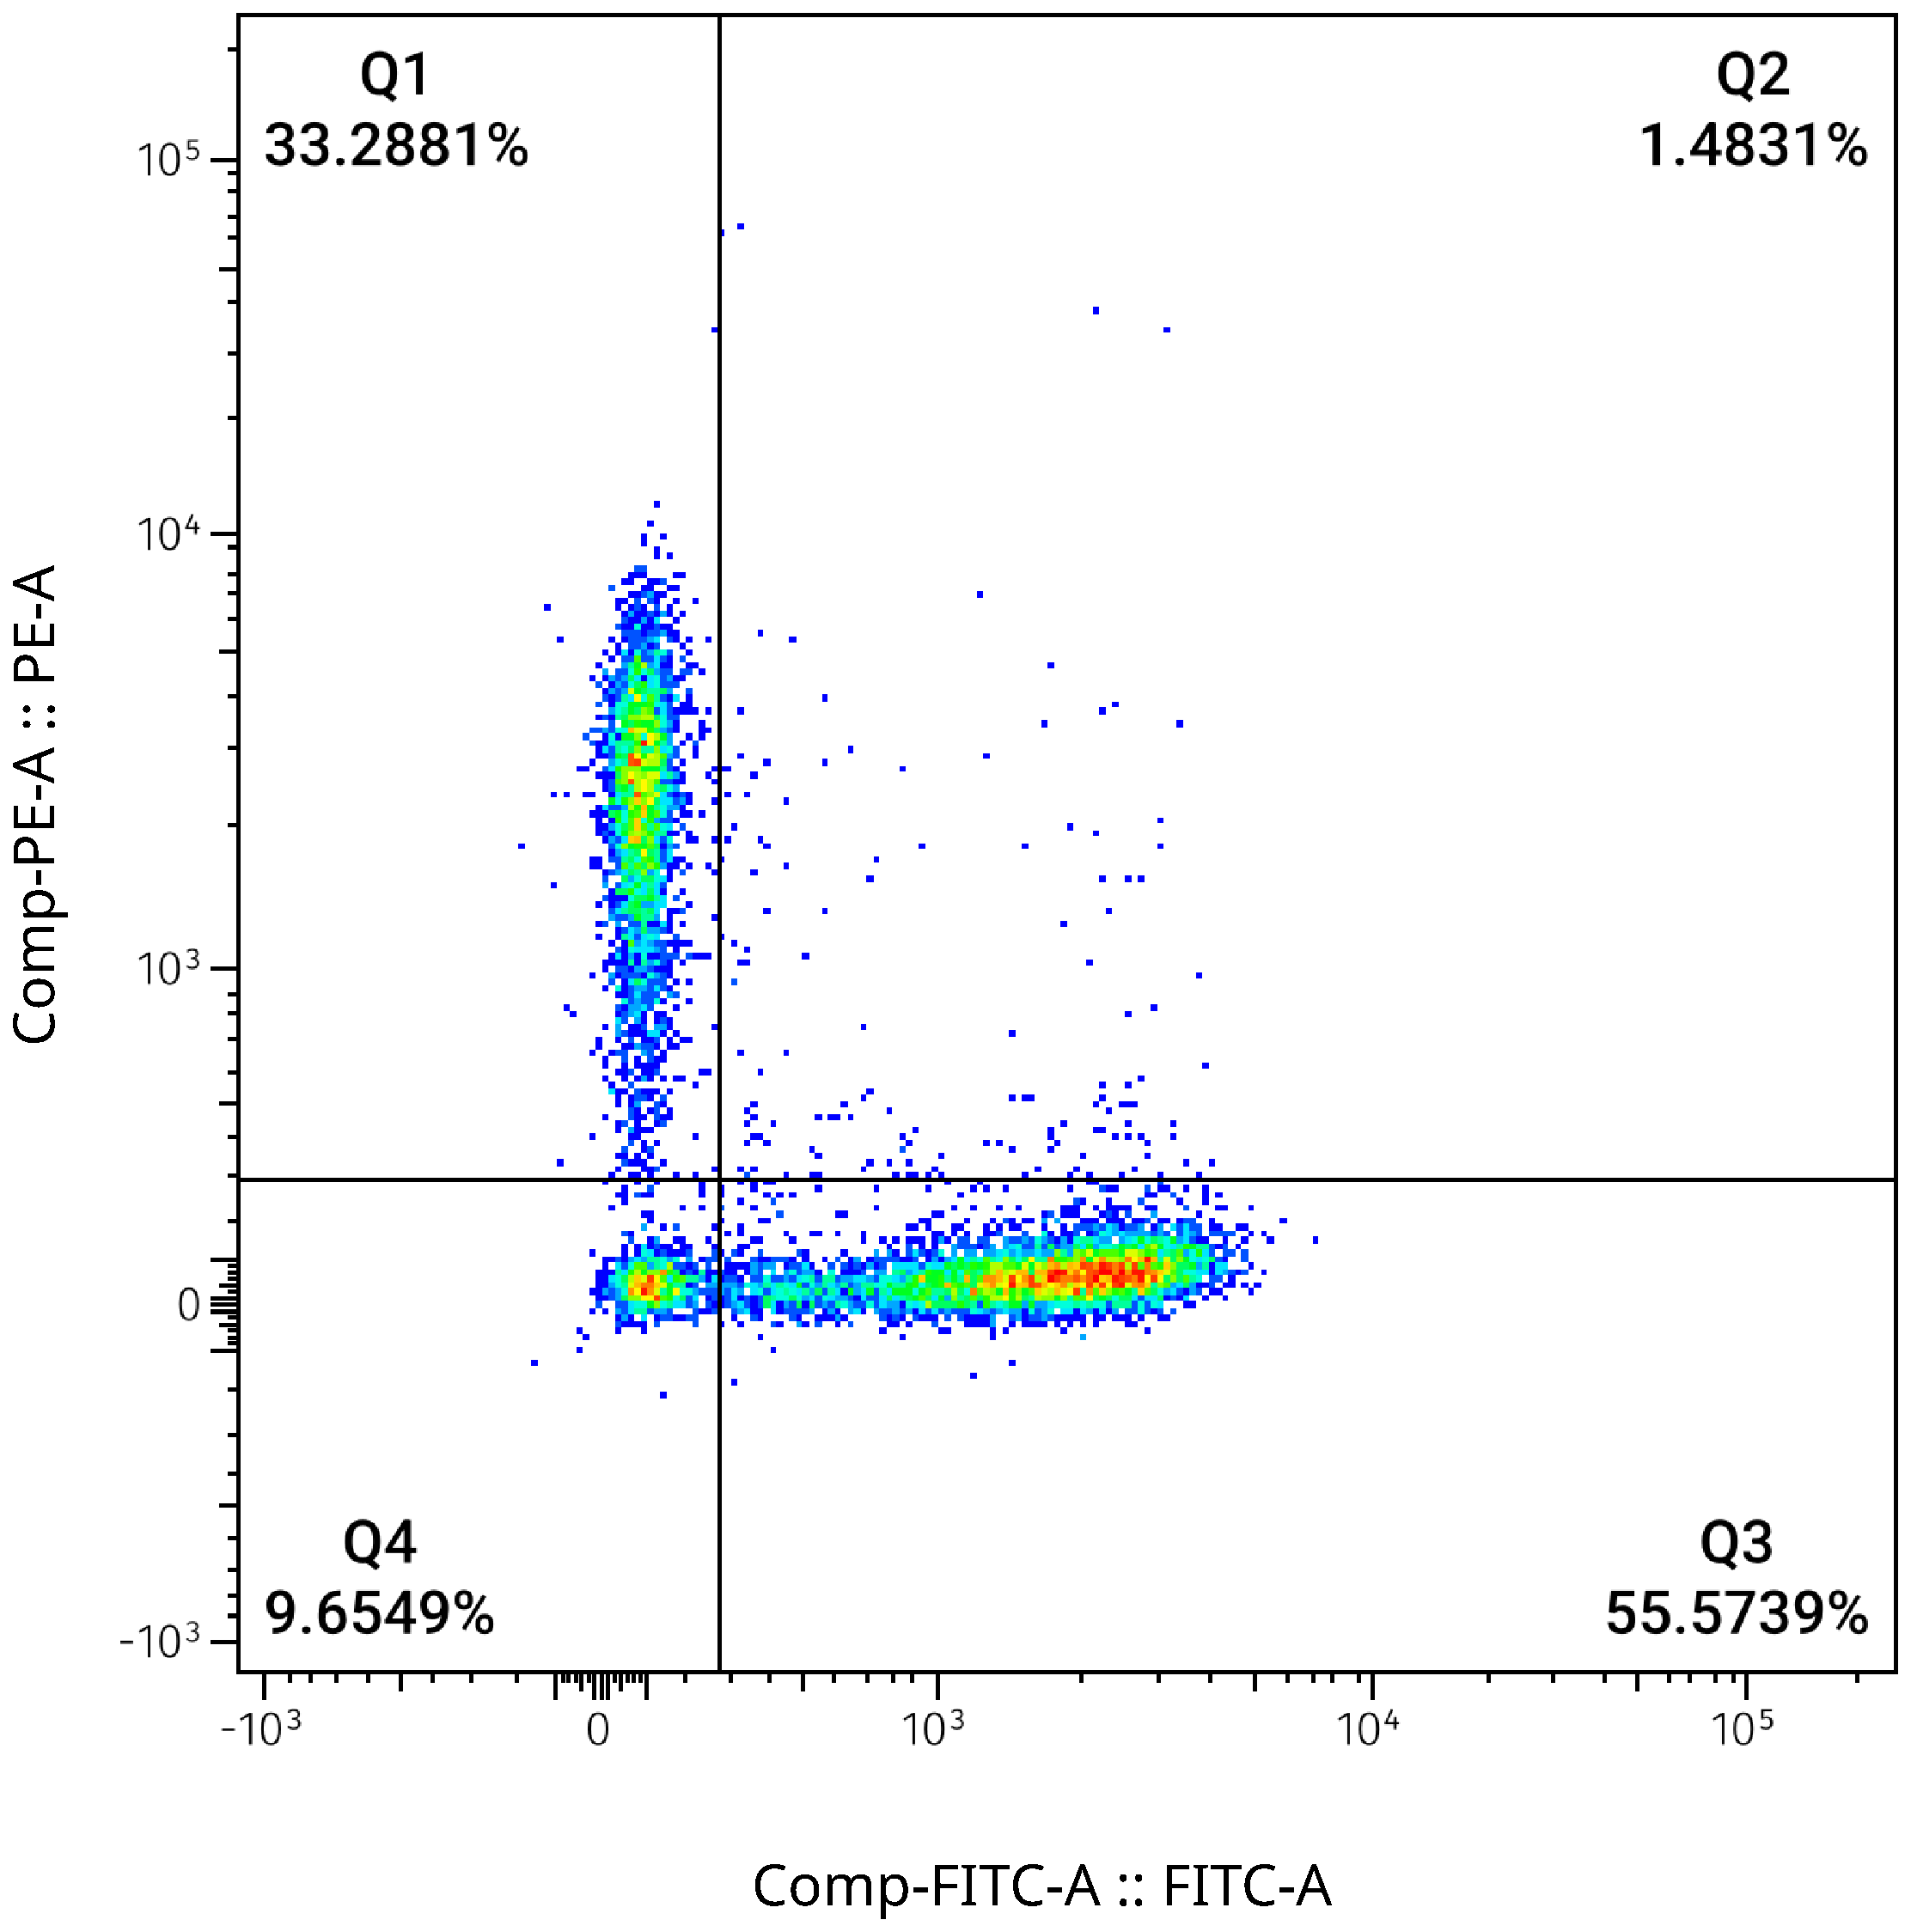 Q1
33.2881%
Q2
1.4831%
10⁵
10⁴
10³
0
-10³
Comp-PE-A :: PE-A
Q4
9.6549%
Q3
55.5739%
-10³
0
10³
10⁴
10⁵
Comp-FITC-A :: FITC-A